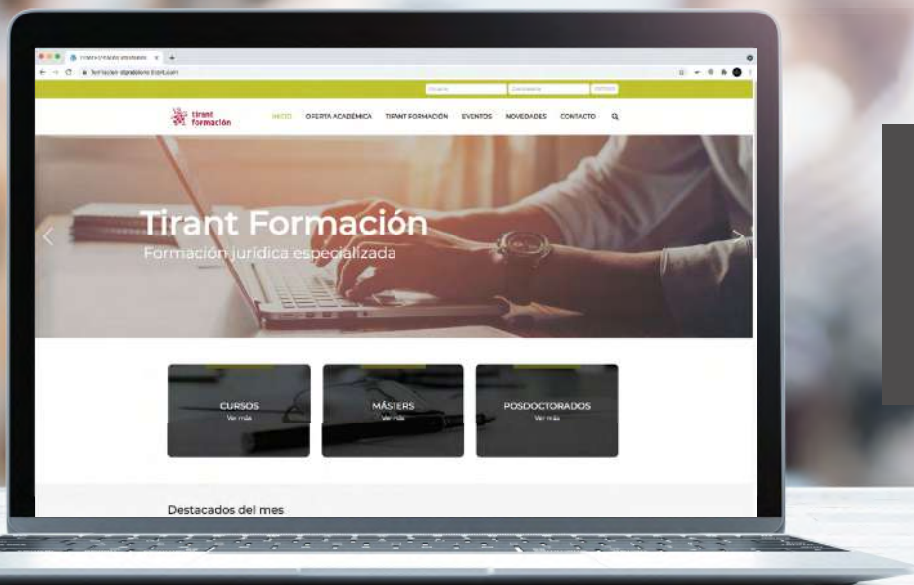 tirant
formación
INICIO OFERTA ACADÉMICA TIRANT FORMACIÓN EVENTOS NOVEDADES CONTACTO
Tirant Formación
Formación jurídica especializada
CURSOS
Ver más
MÁSTERS
Ver más
POSDOCTORADOS
Ver más
Destacados del mes